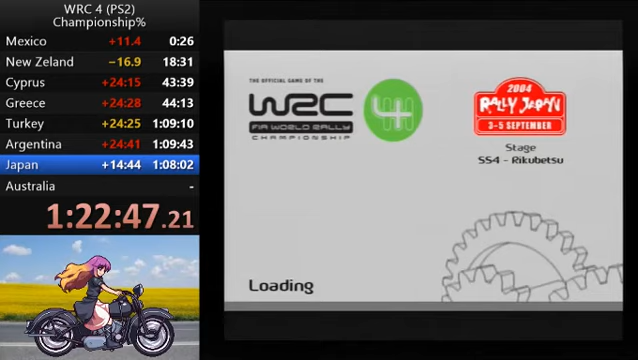 WRC 4 (PS2)
Championship%
Mexico +11.4 0:26
New Zeland −16.9 18:31
Cyprus +24:15 43:39
Greece +24:28 44:13
Turkey +24:25 1:09:10
Argentina +24:41 1:09:43
Japan +14:44 1:08:02
Australia -
1:22:47.21
THE OFFICIAL GAME OF THE
WRC 4
FIA WORLD RALLY
CHAMPIONSHIP
2004
RALLY JAPAN
3-5 SEPTEMBER
Stage
SS4 - Rikubetsu
Loading